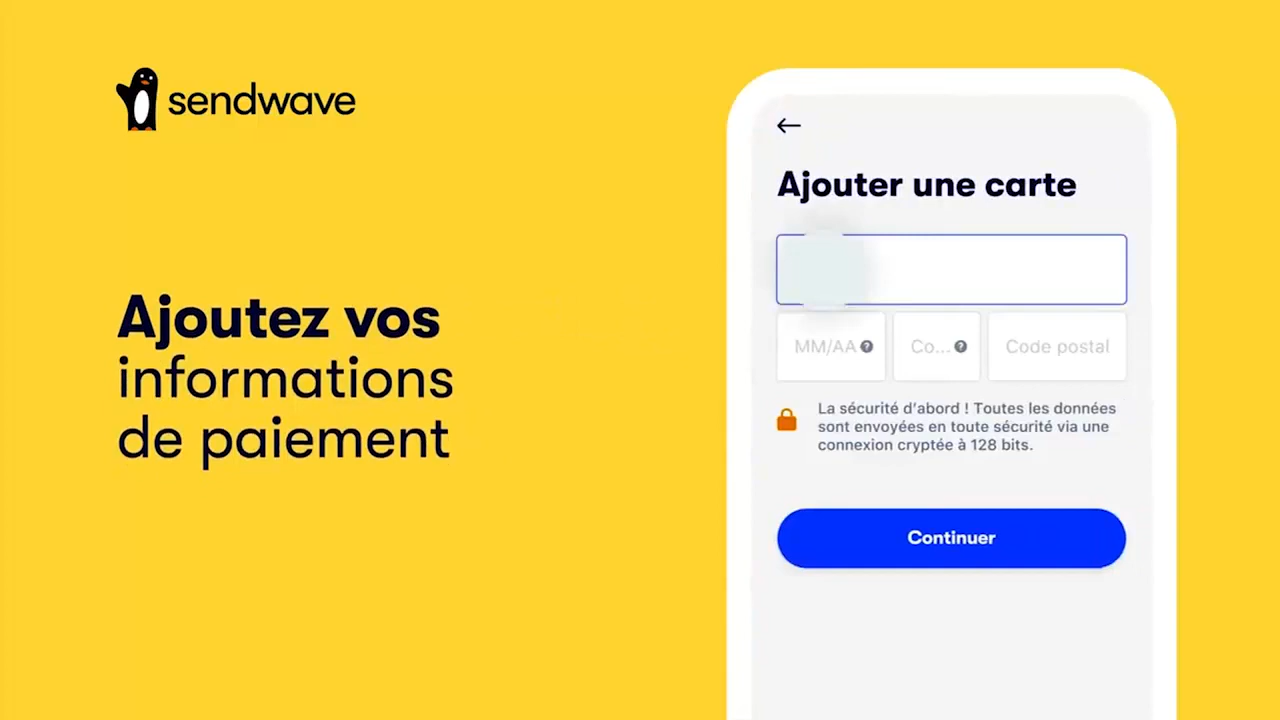 sendwave
Ajoutez vos
informations
de paiement
Ajouter une carte
MM/AA
Co...
Code postal
La sécurité d'abord ! Toutes les données
sont envoyées en toute sécurité via une
connexion cryptée à 128 bits.
Continuer